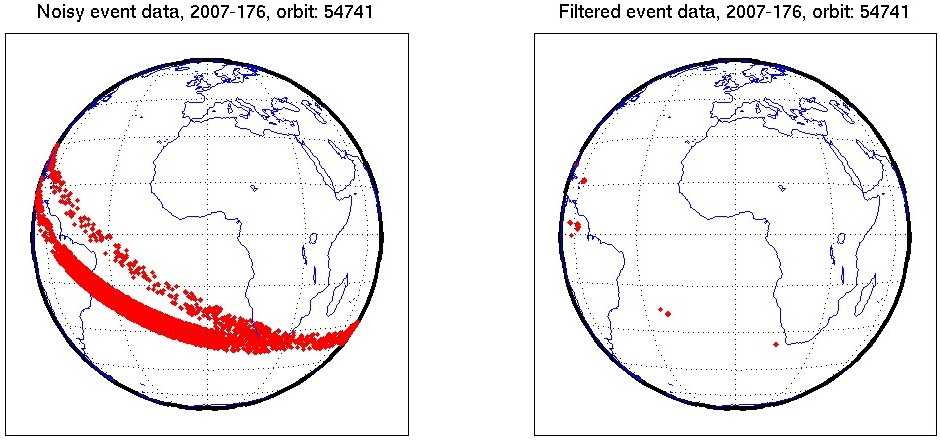 Noisy event data, 2007-176, orbit: 54741
Filtered event data, 2007-176, orbit: 54741